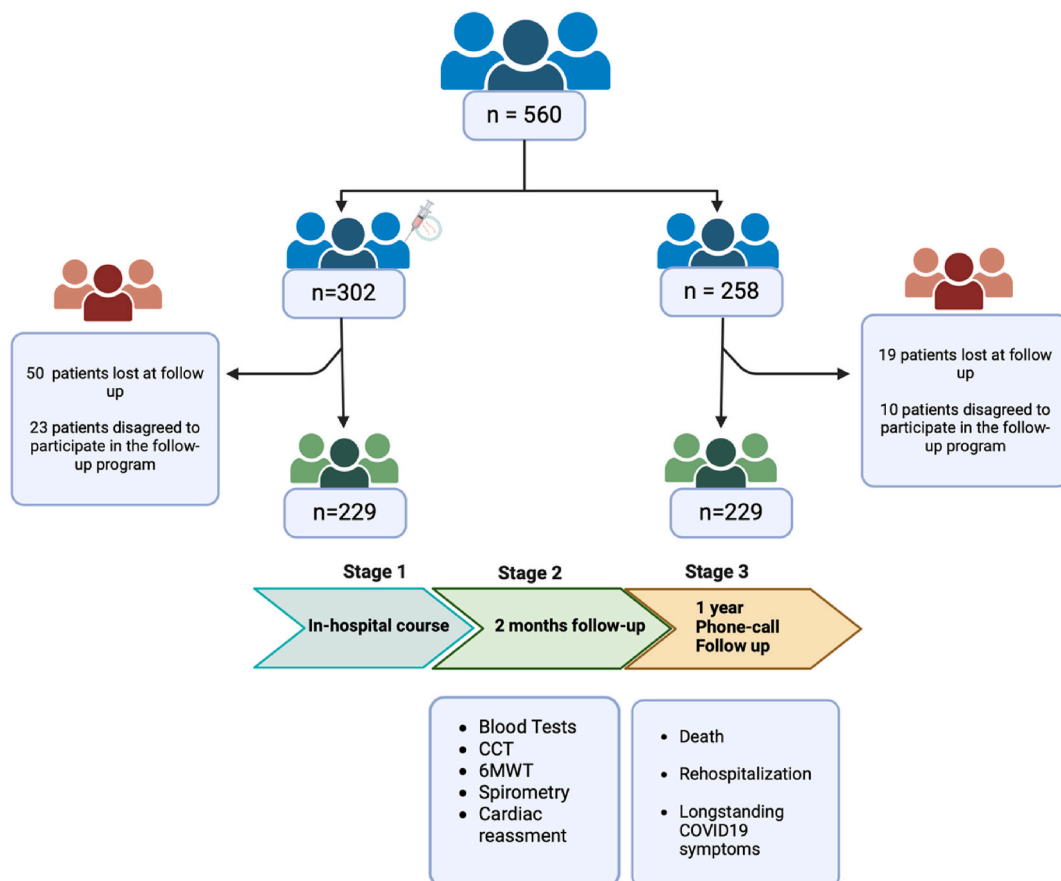 n = 560
n=302
n = 258
50 patients lost at follow
up
23 patients disagreed to
participate in the follow-
up program
19 patients lost at follow
up
10 patients disagreed to
participate in the follow-
up program
n=229
n=229
Stage 1
Stage 2
Stage 3
In-hospital course
2 months follow-up
1 year
Phone-call
Follow up
• Blood Tests
• CCT
• 6MWT
• Spirometry
• Cardiac
reassment
• Death
• Rehospitalization
• Longstanding
COVID19
symptoms